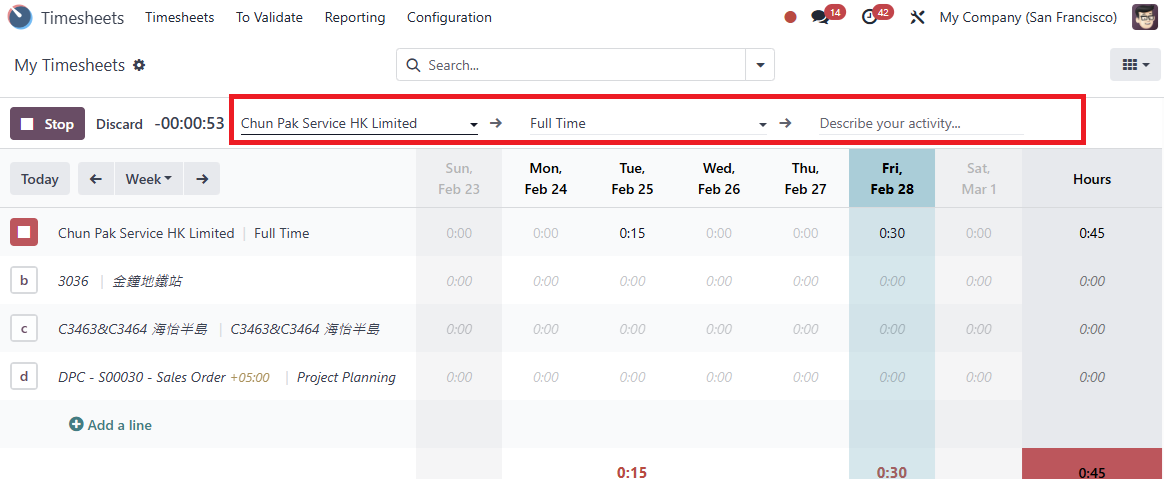 Timesheets Timesheets To Validate Reporting Configuration 14 42 My Company (San Francisco)
My Timesheets Search...
Stop Discard -00:00:53 Chun Pak Service HK Limited Full Time Describe your activity...
Today Week Sun, Feb 23 Mon, Feb 24 Tue, Feb 25 Wed, Feb 26 Thu, Feb 27 Fri, Feb 28 Sat, Mar 1 Hours
Chun Pak Service HK Limited | Full Time 0:00 0:00 0:15 0:00 0:00 0:30 0:00 0:45
b 3036 | 金鐘地鐵站 0:00 0:00 0:00 0:00 0:00 0:00 0:00 0:00
c C3463&C3464 海怡半島 | C3463&C3464 海怡半島 0:00 0:00 0:00 0:00 0:00 0:00 0:00 0:00
d DPC - S00030 - Sales Order +05:00 | Project Planning 0:00 0:00 0:00 0:00 0:00 0:00 0:00 0:00
Add a line
0:15 0:30 0:45